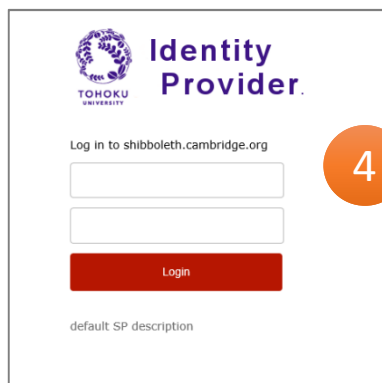 Identity
Provider.
TOHOKU
UNIVERSITY
Log in to shibboleth.cambridge.org
4
Login
default SP description